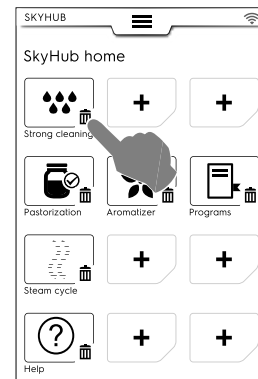 SKYHUB
SkyHub home
Strong cleaning
Pastorization Aromatizer Programs
Steam cycle
Help